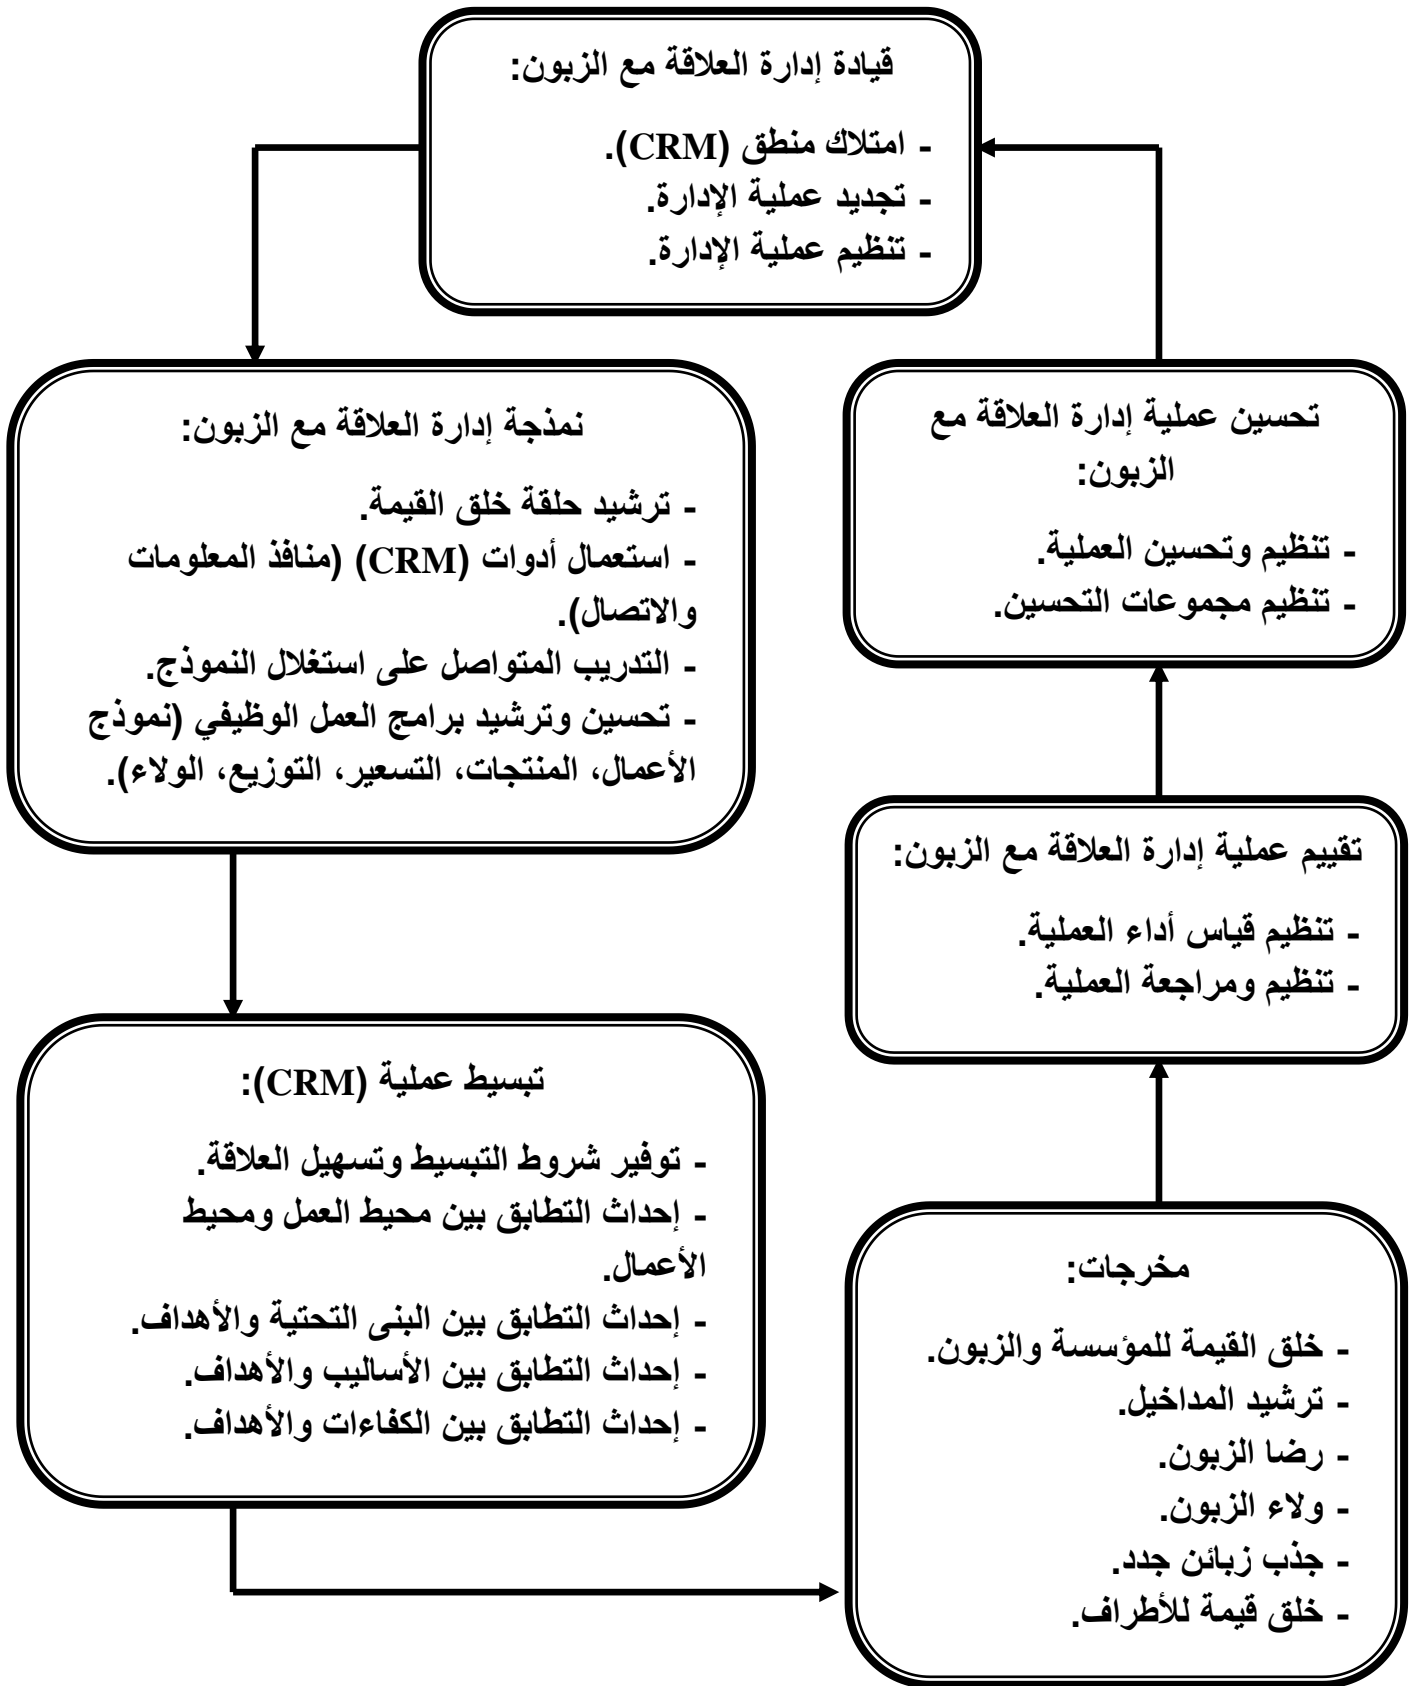 قيادة إدارة العلاقة مع الزبون:
- امتلاك منطق (CRM).
- تجديد عملية الإدارة.
- تنظيم عملية الإدارة.
نمذجة إدارة العلاقة مع الزبون:
- ترشيد حلقة خلق القيمة.
- استعمال أدوات (CRM) (منافذ المعلومات
والاتصال).
- التدريب المتواصل على استغلال النموذج.
- تحسين وترشيد برامج العمل الوظيفي (نموذج
الأعمال، المنتجات، التسعير، التوزيع، الولاء).
تبسيط عملية (CRM):
- توفير شروط التبسيط وتسهيل العلاقة.
- إحداث التطابق بين محيط العمل ومحيط
الأعمال.
- إحداث التطابق بين البنى التحتية والأهداف.
- إحداث التطابق بين الأساليب والأهداف.
- إحداث التطابق بين الكفاءات والأهداف.
مخرجات:
- خلق القيمة للمؤسسة والزبون.
- ترشيد المداخيل.
- رضا الزبون.
- ولاء الزبون.
- جذب زبائن جدد.
- خلق قيمة للأطراف.
تقييم عملية إدارة العلاقة مع الزبون:
- تنظيم قياس أداء العملية.
- تنظيم ومراجعة العملية.
تحسين عملية إدارة العلاقة مع
الزبون:
- تنظيم وتحسين العملية.
- تنظيم مجموعات التحسين.